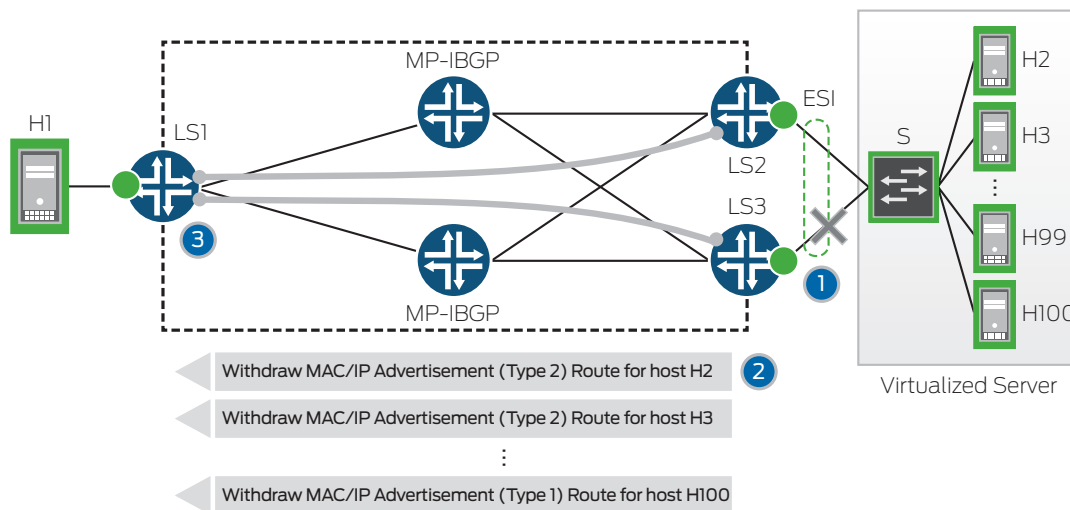 MP-IBGP
H1
LS1
LS2
ESI
LS3
S
H2
H3
⋮
H99
H100
3
MP-IBGP
1
Virtualized Server
Withdraw MAC/IP Advertisement (Type 2) Route for host H2
2
Withdraw MAC/IP Advertisement (Type 2) Route for host H3
⋮
Withdraw MAC/IP Advertisement (Type 1) Route for host H100